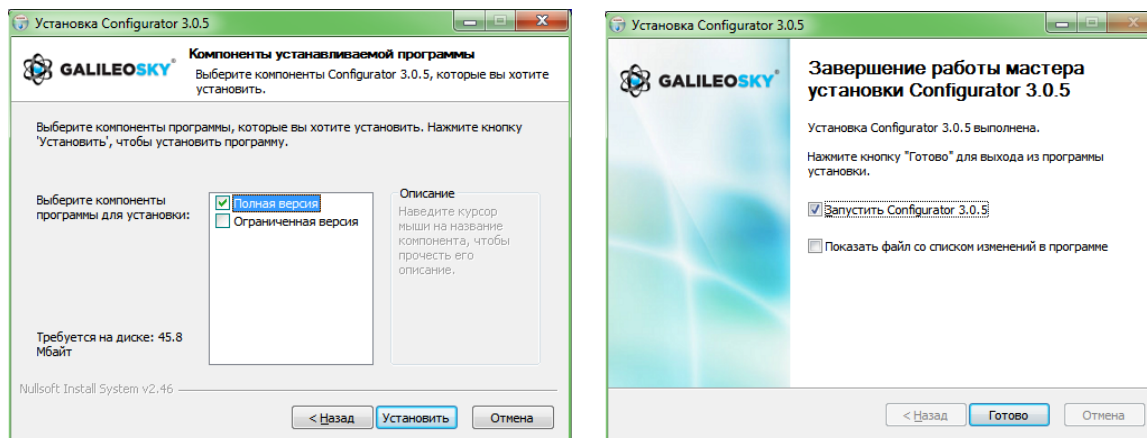 Установка Configurator 3.0.5
GALILEOSKY®
Компоненты устанавливаемой программы
Выберите компоненты Configurator 3.0.5, которые вы хотите
установить.
Выберите компоненты программы, которые вы хотите установить. Нажмите кнопку
'Установить', чтобы установить программу.
Выберите компоненты
программы для установки:
Полная версия
Ограниченная версия
Описание
Наведите курсор
мыши на название
компонента, чтобы
прочесть его
описание.
Требуется на диске: 45.8
Мбайт
Nullsoft Install System v2.46
< Назад
Установить
Отмена
Установка Configurator 3.0.5
GALILEOSKY®
Завершение работы мастера
установки Configurator 3.0.5
Установка Configurator 3.0.5 выполнена.
Нажмите кнопку "Готово" для выхода из программы
установки.
Запустить Configurator 3.0.5
Показать файл со списком изменений в программе
< Назад
Готово
Отмена